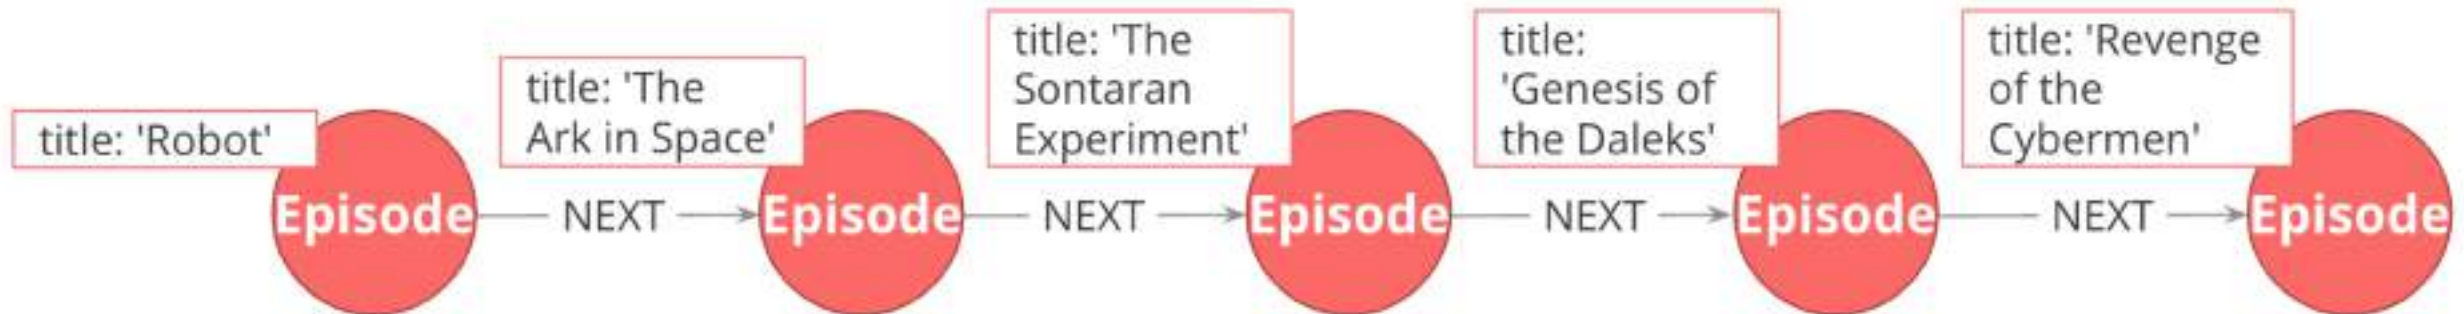 title: 'Robot'
Episode
NEXT
title: 'The
Ark in Space'
Episode
NEXT
title: 'The
Sontaran
Experiment'
Episode
NEXT
title:
'Genesis of
the Daleks'
Episode
NEXT
title: 'Revenge
of the
Cybermen'
Episode